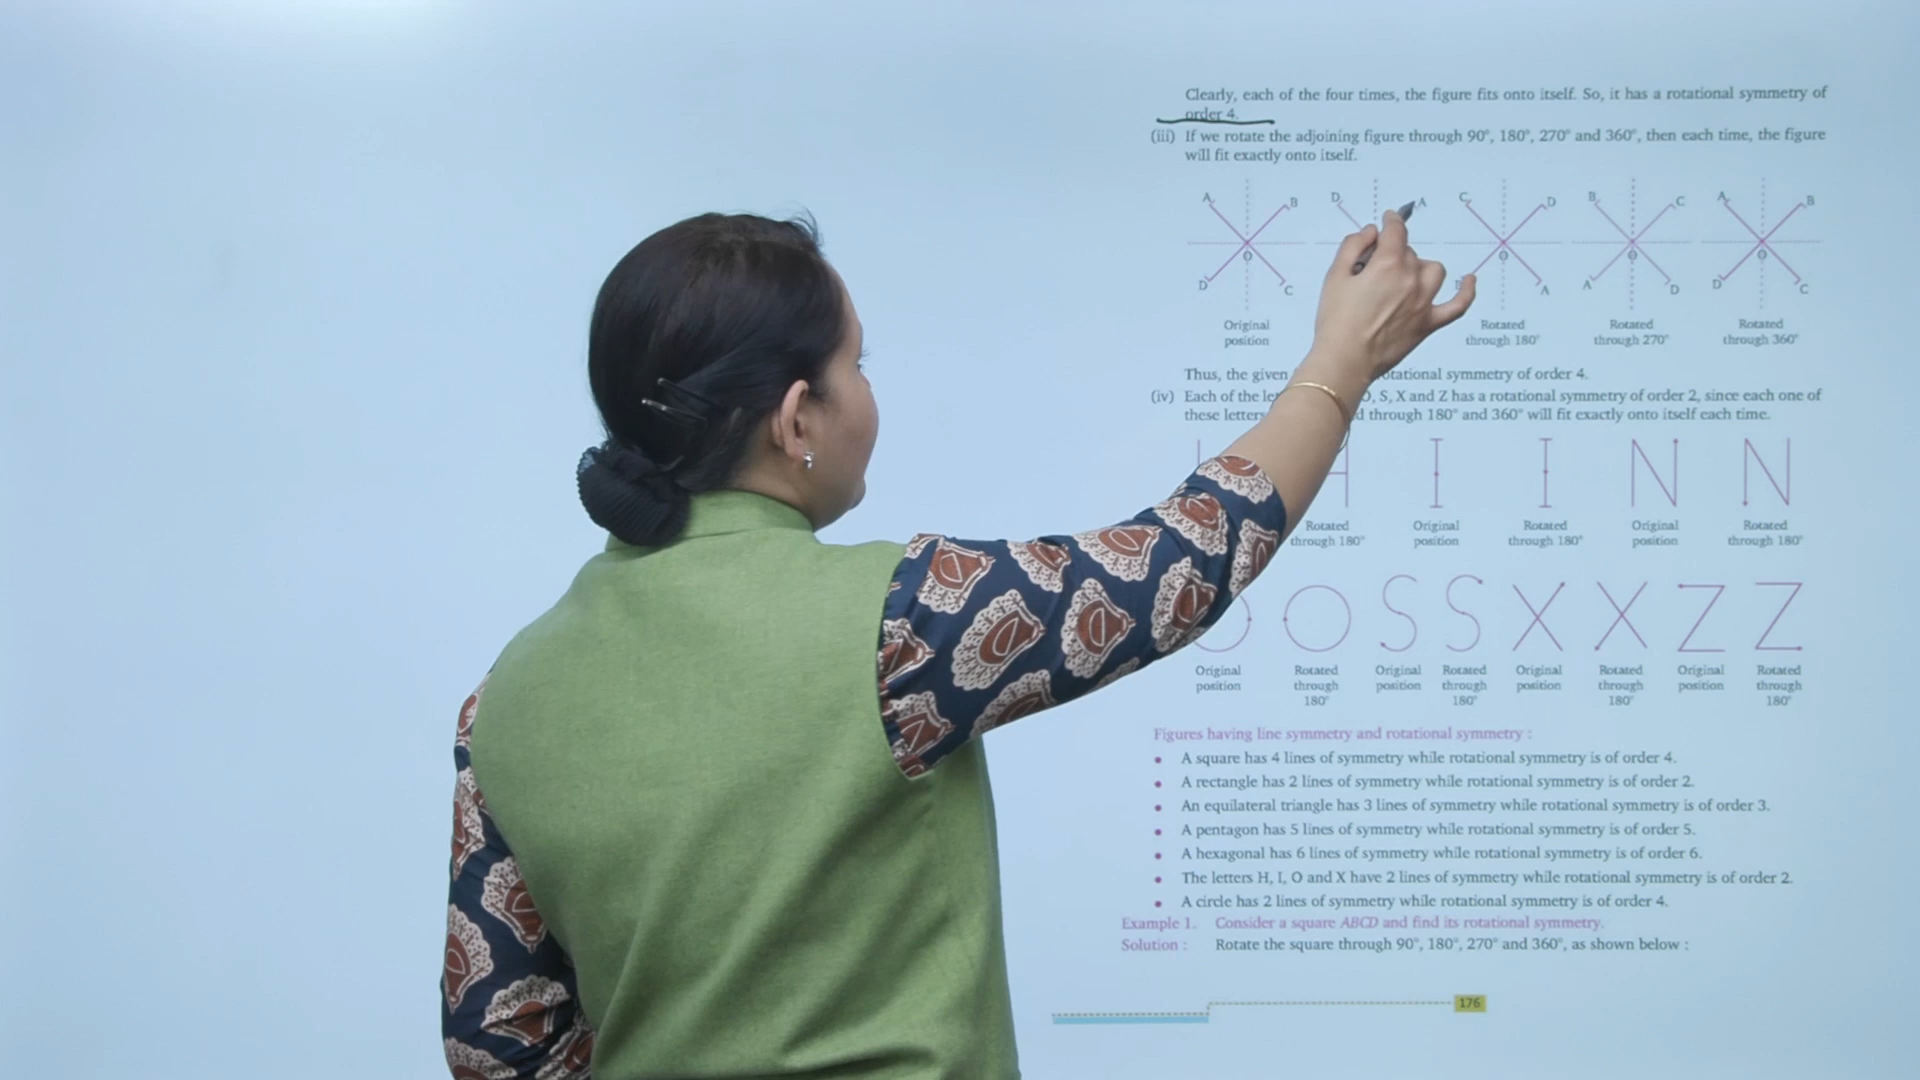 Clearly, each of the four times, the figure fits onto itself. So, it has a rotational symmetry of
order 4.
(iii) If we rotate the adjoining figure through 90°, 180°, 270° and 360°, then each time, the figure
will fit exactly onto itself.
A B D A C D B C A B
O O O O
D C A A D D C
Original position Rotated through 180° Rotated through 270° Rotated through 360°
Thus, the given rotational symmetry of order 4.
(iv) Each of the , S, X and Z has a rotational symmetry of order 2, since each one of
these letters through 180° and 360° will fit exactly onto itself each time.
H I I N N
Rotated through 180° Original position Rotated through 180° Original position Rotated through 180°
O O S S X X Z Z
Original position Rotated through 180° Original position Rotated through 180° Original position Rotated through 180° Original position Rotated through 180°
Figures having line symmetry and rotational symmetry :
• A square has 4 lines of symmetry while rotational symmetry is of order 4.
• A rectangle has 2 lines of symmetry while rotational symmetry is of order 2.
• An equilateral triangle has 3 lines of symmetry while rotational symmetry is of order 3.
• A pentagon has 5 lines of symmetry while rotational symmetry is of order 5.
• A hexagonal has 6 lines of symmetry while rotational symmetry is of order 6.
• The letters H, I, O and X have 2 lines of symmetry while rotational symmetry is of order 2.
• A circle has 2 lines of symmetry while rotational symmetry is of order 4.
Example 1. Consider a square ABCD and find its rotational symmetry.
Solution : Rotate the square through 90°, 180°, 270° and 360°, as shown below :
176